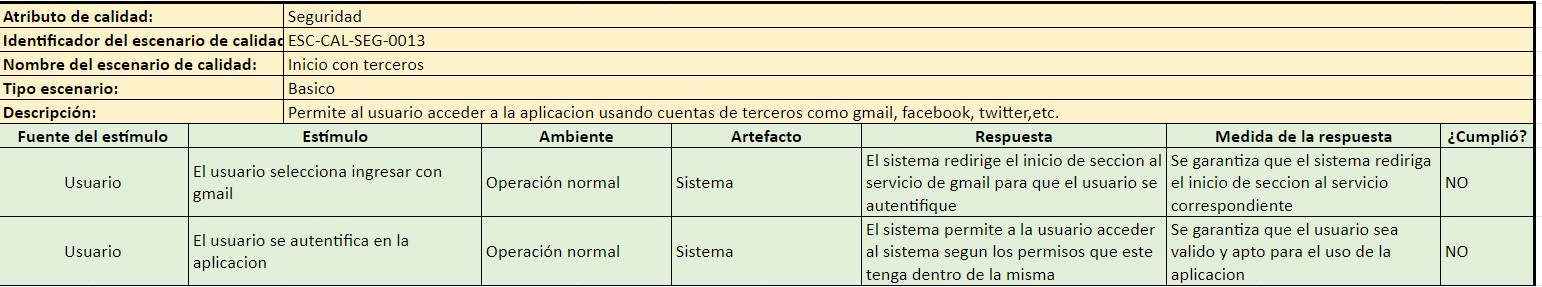 Atributo de calidad: Seguridad
Identificador del escenario de calidad ESC-CAL-SEG-0013
Nombre del escenario de calidad: Inicio con terceros
Tipo escenario: Basico
Descripción: Permite al usuario acceder a la aplicacion usando cuentas de terceros como gmail, facebook, twitter,etc.
Fuente del estímulo Estímulo Ambiente Artefacto Respuesta Medida de la respuesta ¿Cumplió?
Usuario
El usuario selecciona ingresar con
gmail
Operación normal
Sistema
El sistema redirige el inicio de seccion al
servicio de gmail para que el usuario se
autentifique
Se garantiza que el sistema rediriga
el inicio de seccion al servicio
correspondiente
NO
Usuario
El usuario se autentifica en la
aplicacion
Operación normal
Sistema
El sistema permite a la usuario acceder
al sistema segun los permisos que este
tenga dentro de la misma
Se garantiza que el usuario sea
valido y apto para el uso de la
aplicacion
NO